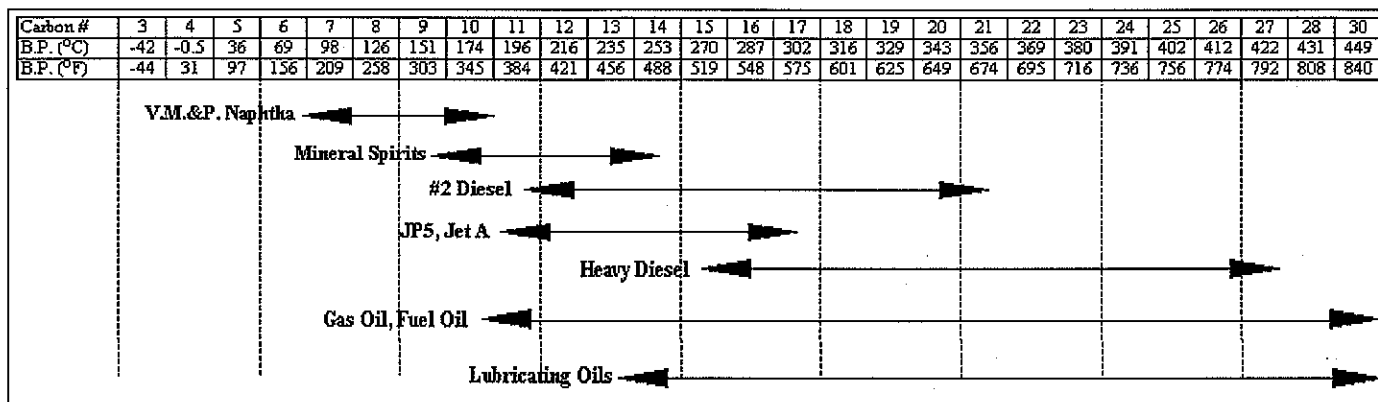 Carbon # 3 4 5 6 7 8 9 10 11 12 13 14 15 16 17 18 19 20 21 22 23 24 25 26 27 28 30
B.P. (°C) -42 -0.5 36 69 98 126 151 174 196 216 235 253 270 287 302 316 329 343 356 369 380 391 402 412 422 431 449
B.P. (°F) -44 31 97 156 209 258 303 345 384 421 456 488 519 548 575 601 625 649 674 695 716 736 756 774 792 808 840
V.M.&P. Naphtha
Mineral Spirits
#2 Diesel
JP5, Jet A
Heavy Diesel
Gas Oil, Fuel Oil
Lubricating Oils